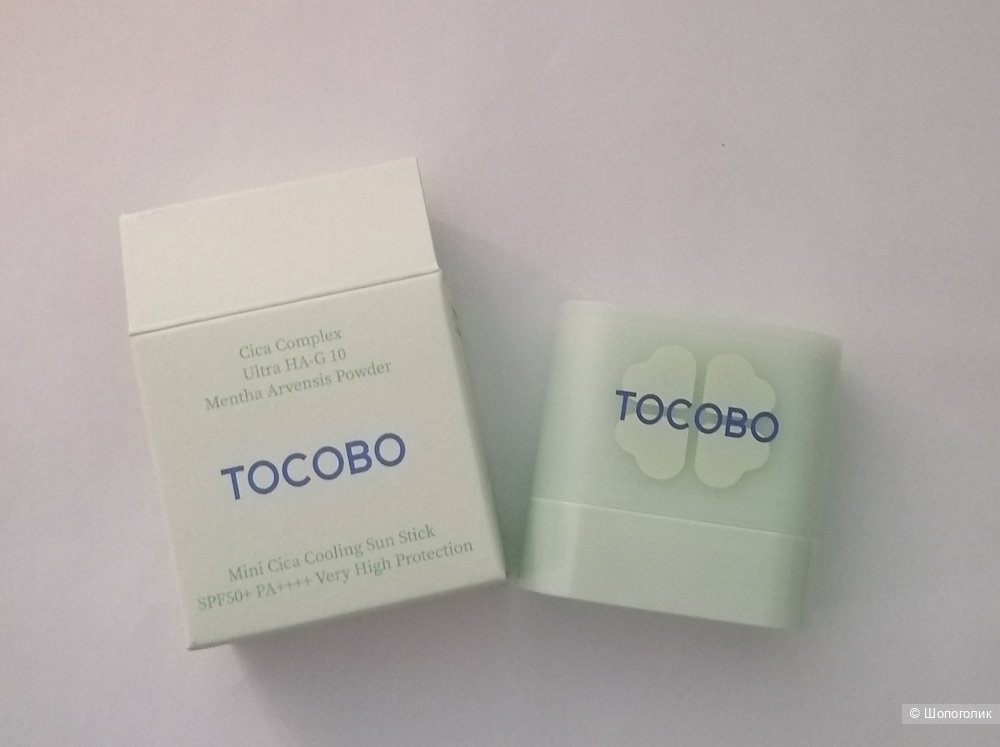 Cica Complex
Ultra HA-G 10
Mentha Arvensis Powder
TOCOBO
Mini Cica Cooling Sun Stick
SPF50+ PA++++ Very High Protection
TOCOBO
© Шопоголик